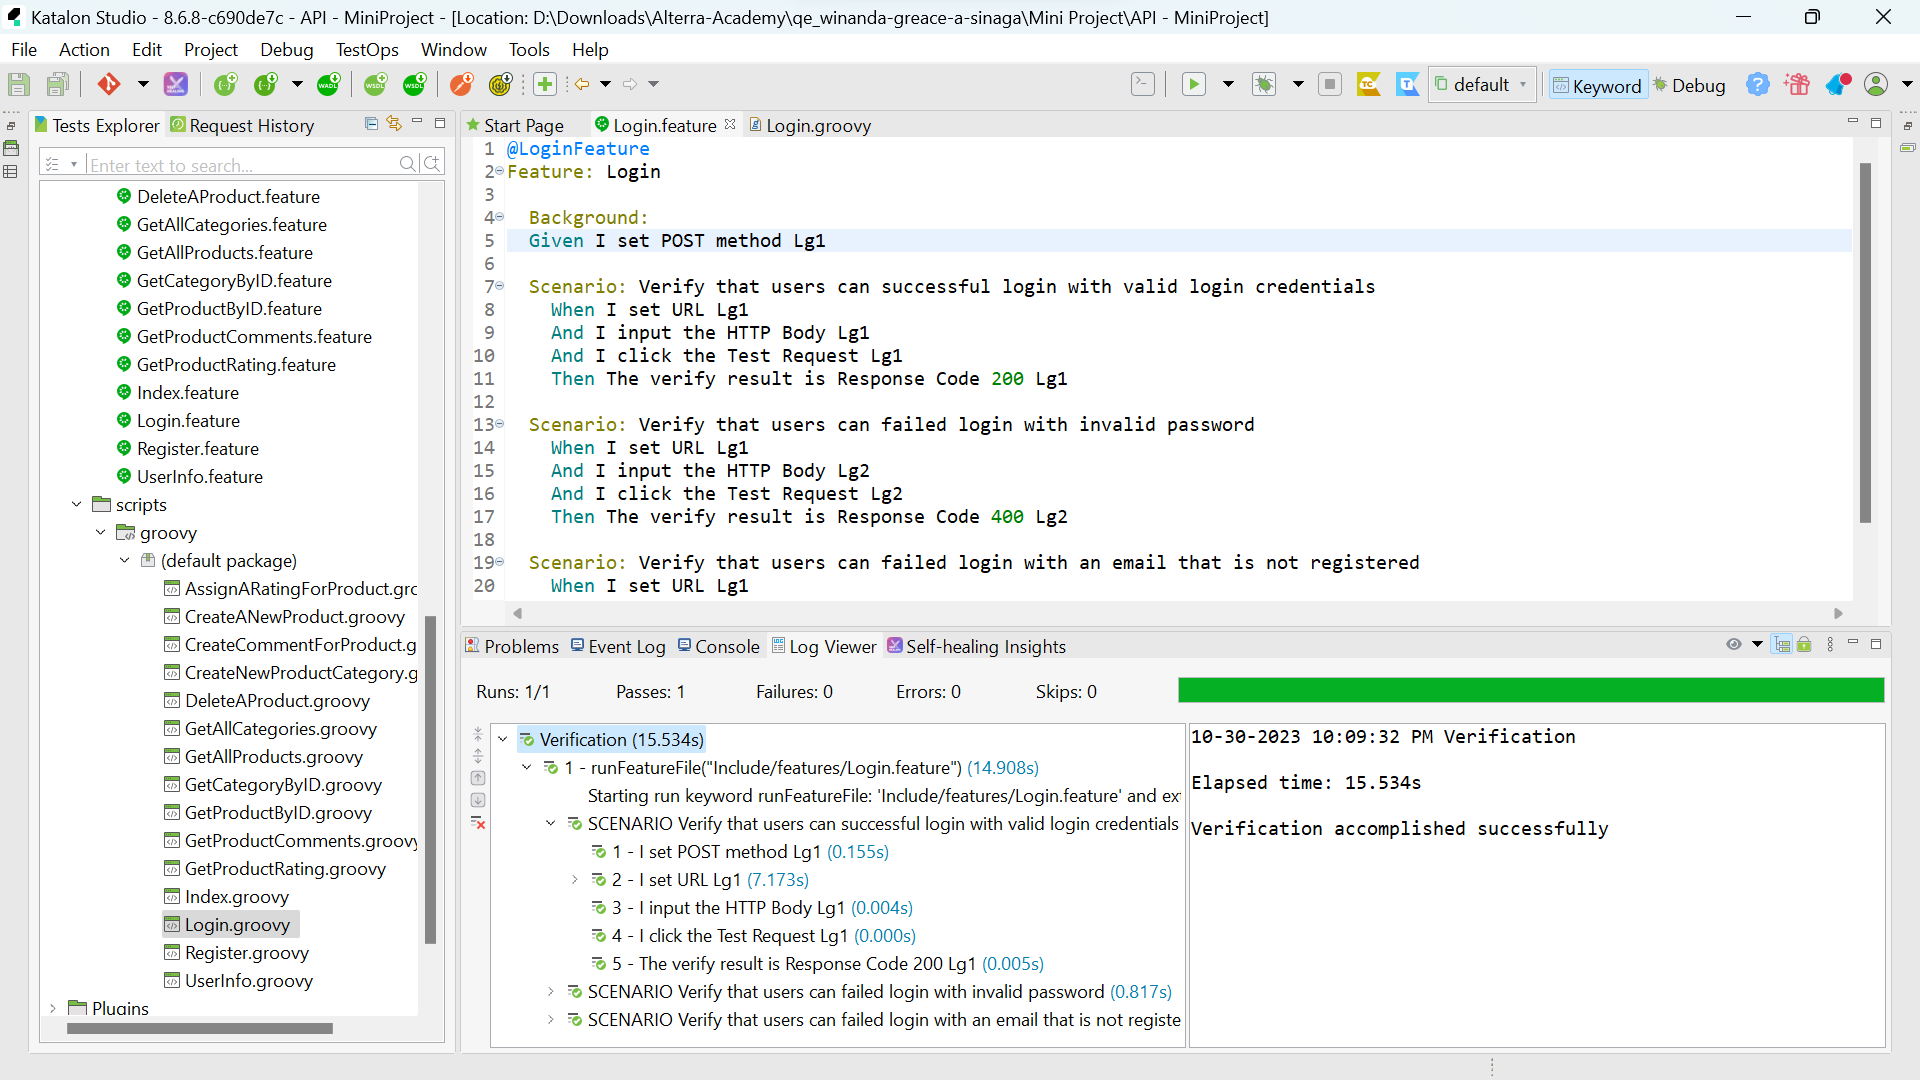 Katalon Studio - 8.6.8-c690de7c - API - MiniProject - [Location: D:\Downloads\Alterra-Academy\qe_winanda-greace-a-sinaga\Mini Project\API - MiniProject]
File Action Edit Project Debug TestOps Window Tools Help
default Keyword Debug
Tests Explorer Request History
Enter text to search...
DeleteAProduct.feature
GetAllCategories.feature
GetAllProducts.feature
GetCategoryByID.feature
GetProductByID.feature
GetProductComments.feature
GetProductRating.feature
Index.feature
Login.feature
Register.feature
UserInfo.feature
scripts
groovy
(default package)
AssignARatingForProduct.grc
CreateANewProduct.groovy
CreateCommentForProduct.g
CreateNewProductCategory.g
DeleteAProduct.groovy
GetAllCategories.groovy
GetAllProducts.groovy
GetCategoryByID.groovy
GetProductByID.groovy
GetProductComments.groovy
GetProductRating.groovy
Index.groovy
Login.groovy
Register.groovy
UserInfo.groovy
Plugins
Start Page Login.feature Login.groovy
1 @LoginFeature
2 Feature: Login
3
4 Background:
5 Given I set POST method Lg1
6
7 Scenario: Verify that users can successful login with valid login credentials
8 When I set URL Lg1
9 And I input the HTTP Body Lg1
10 And I click the Test Request Lg1
11 Then The verify result is Response Code 200 Lg1
12
13 Scenario: Verify that users can failed login with invalid password
14 When I set URL Lg1
15 And I input the HTTP Body Lg2
16 And I click the Test Request Lg2
17 Then The verify result is Response Code 400 Lg2
18
19 Scenario: Verify that users can failed login with an email that is not registered
20 When I set URL Lg1
Problems Event Log Console Log Viewer Self-healing Insights
Runs: 1/1 Passes: 1 Failures: 0 Errors: 0 Skips: 0
Verification (15.534s)
1 - runFeatureFile("Include/features/Login.feature") (14.908s)
Starting run keyword runFeatureFile: 'Include/features/Login.feature' and ex
SCENARIO Verify that users can successful login with valid login credentials
1 - I set POST method Lg1 (0.155s)
2 - I set URL Lg1 (7.173s)
3 - I input the HTTP Body Lg1 (0.004s)
4 - I click the Test Request Lg1 (0.000s)
5 - The verify result is Response Code 200 Lg1 (0.005s)
SCENARIO Verify that users can failed login with invalid password (0.817s)
SCENARIO Verify that users can failed login with an email that is not registe
10-30-2023 10:09:32 PM Verification
Elapsed time: 15.534s
Verification accomplished successfully